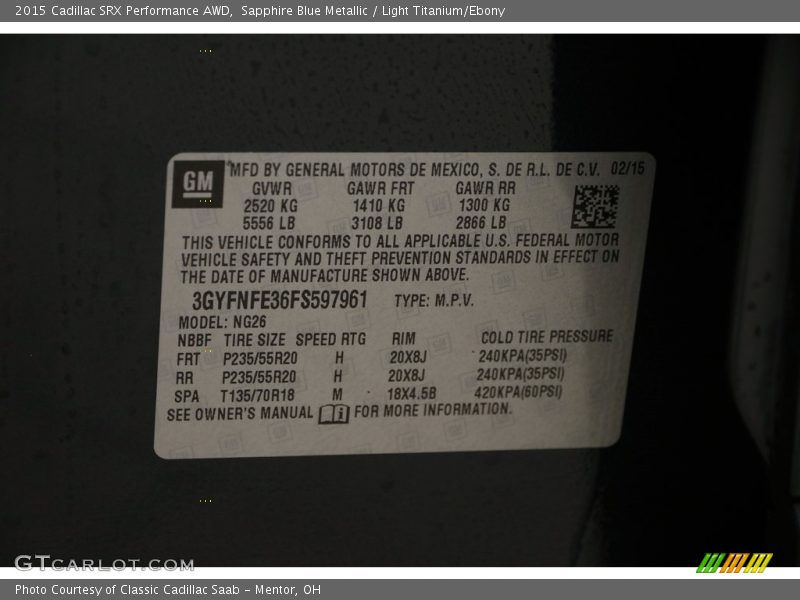 2015 Cadillac SRX Performance AWD,  Sapphire Blue Metallic / Light Titanium/Ebony
GM
MFD BY GENERAL MOTORS DE MEXICO, S. DE R.L. DE C.V. 02/15
GVWR GAWR FRT GAWR RR
2520 KG 1410 KG 1300 KG
5556 LB 3108 LB 2866 LB
THIS VEHICLE CONFORMS TO ALL APPLICABLE U.S. FEDERAL MOTOR
VEHICLE SAFETY AND THEFT PREVENTION STANDARDS IN EFFECT ON
THE DATE OF MANUFACTURE SHOWN ABOVE.
3GYFNFE36FS597961 TYPE: M.P.V.
MODEL: NG26
NBBF TIRE SIZE SPEED RTG RIM COLD TIRE PRESSURE
FRT P235/55R20 H 20X8J 240KPA(35PSI)
RR P235/55R20 H 20X8J 240KPA(35PSI)
SPA T135/70R18 M 18X4.5B 420KPA(60PSI)
SEE OWNER'S MANUAL FOR MORE INFORMATION.
GTCARLOT.COM
Photo Courtesy of Classic Cadillac Saab - Mentor, OH